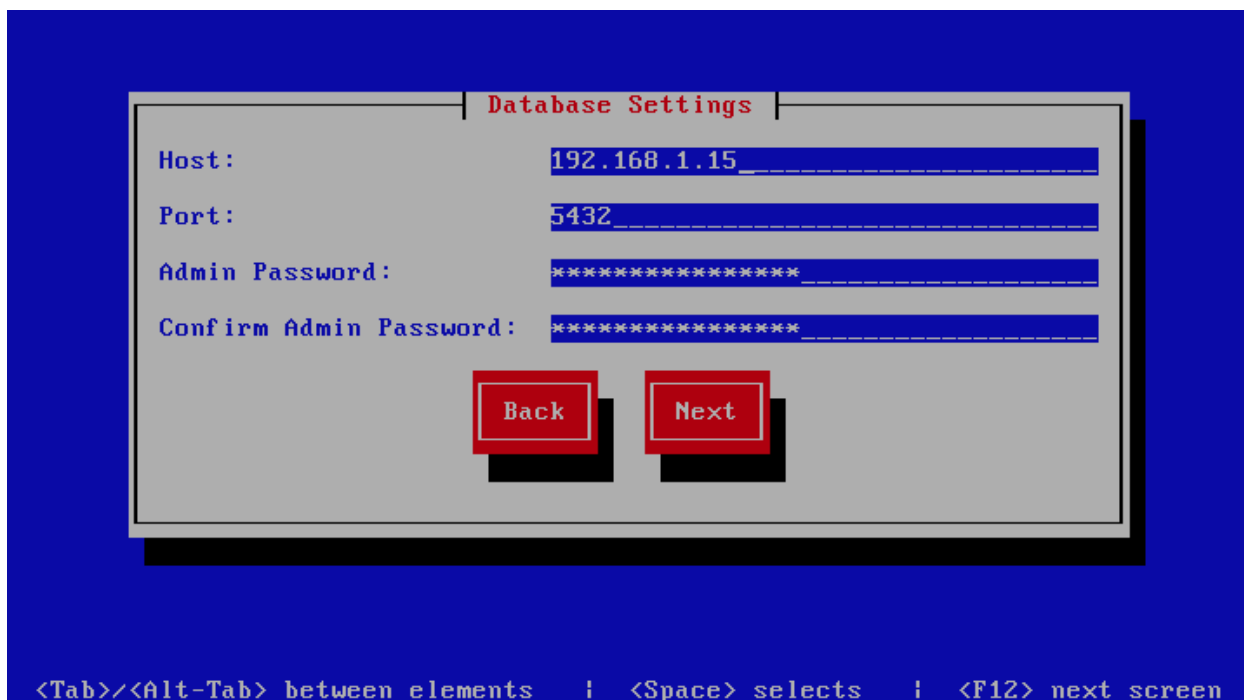 Database Settings
Host: 192.168.1.15
Port: 5432
Admin Password: ****************
Confirm Admin Password: ****************
Back Next
<Tab>/<Alt-Tab> between elements | <Space> selects | <F12> next screen